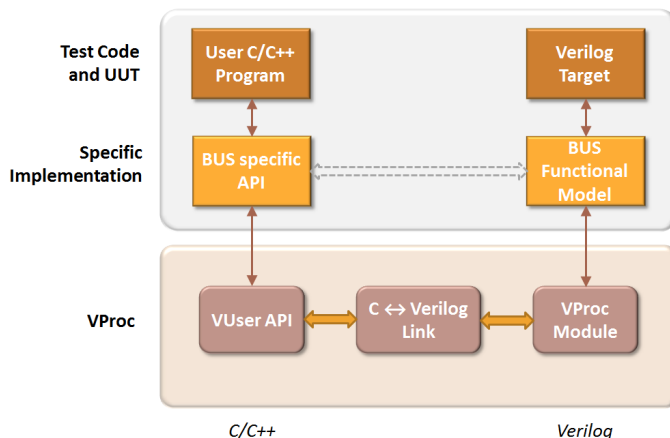 Test Code
and UUT
User C/C++
Program
Verilog
Target
Specific
Implementation
BUS specific
API
BUS
Functional
Model
VProc
VUser API
C ↔ Verilog
Link
VProc
Module
C/C++
Verilog